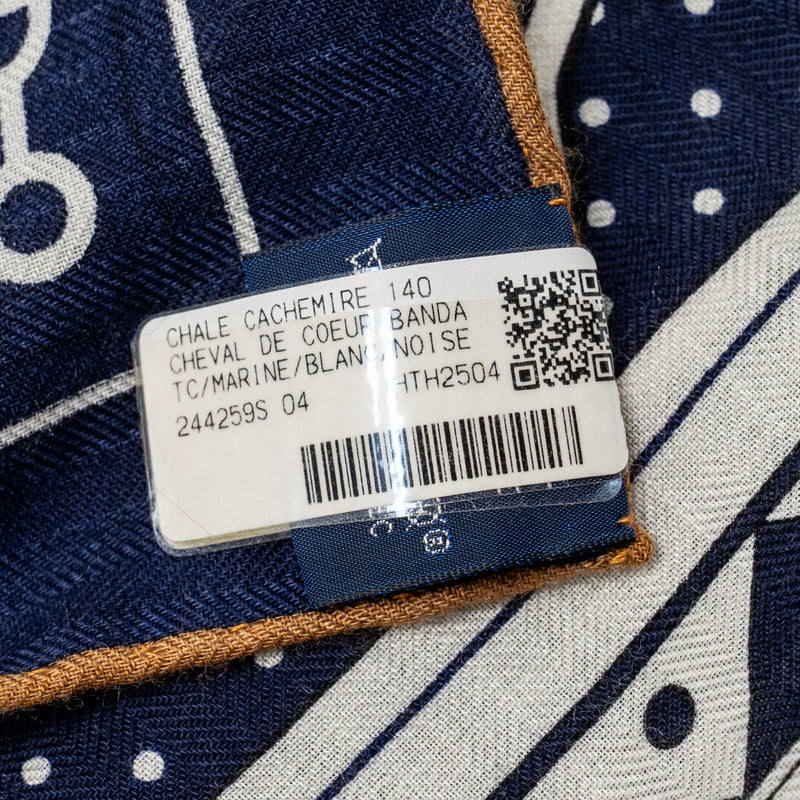 CHALE CACHEMIRE 140
CHEVAL DE COEUR BANDA
TC/MARINE/BLANC/NOISE
244259S 04 HTH2504